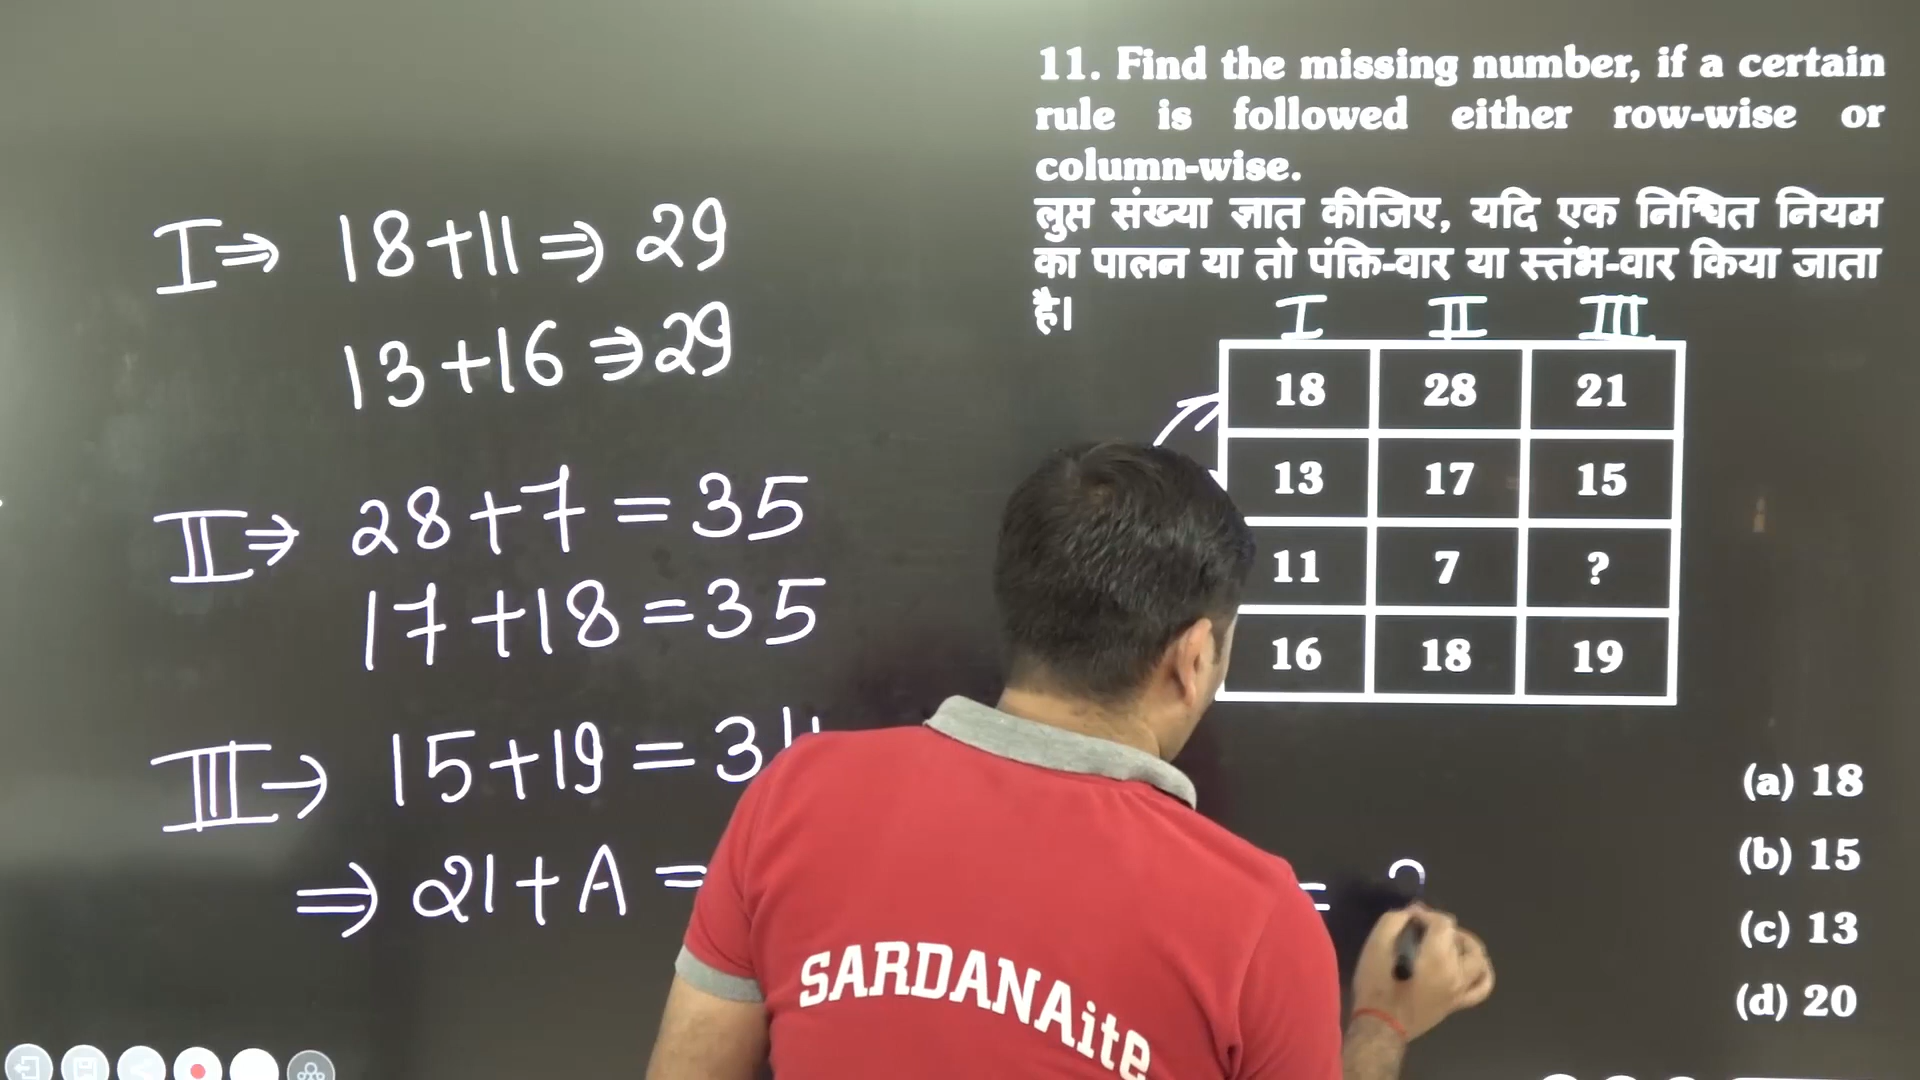 11. Find the missing number, if a certain
rule is followed either row-wise or
column-wise.
लुप्त संख्या ज्ञात कीजिए, यदि एक निश्चित नियम
का पालन या तो पंक्ति-वार या स्तंभ-वार किया जाता
है।
I II III
18 28 21
13 17 15
11 7 ?
16 18 19
(a) 18
(b) 15
(c) 13
(d) 20
I ⇒ 18+11 ⇒ 29
13+16 ⇒ 29
II ⇒ 28+7 = 35
17+18 = 35
III → 15+19 = 34
⇒ 21+A =
=
SARDANAite